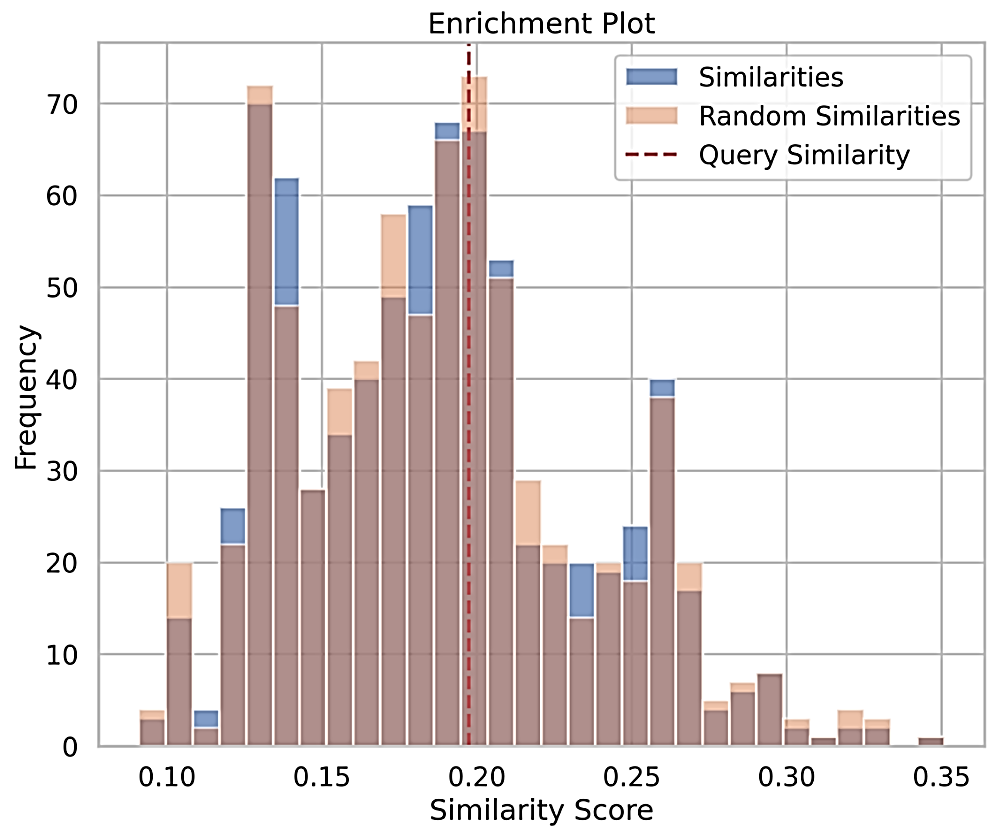 Enrichment Plot
Similarities
Random Similarities
Query Similarity
Frequency
70
60
50
40
30
20
10
0
0.10 0.15 0.20 0.25 0.30 0.35
Similarity Score